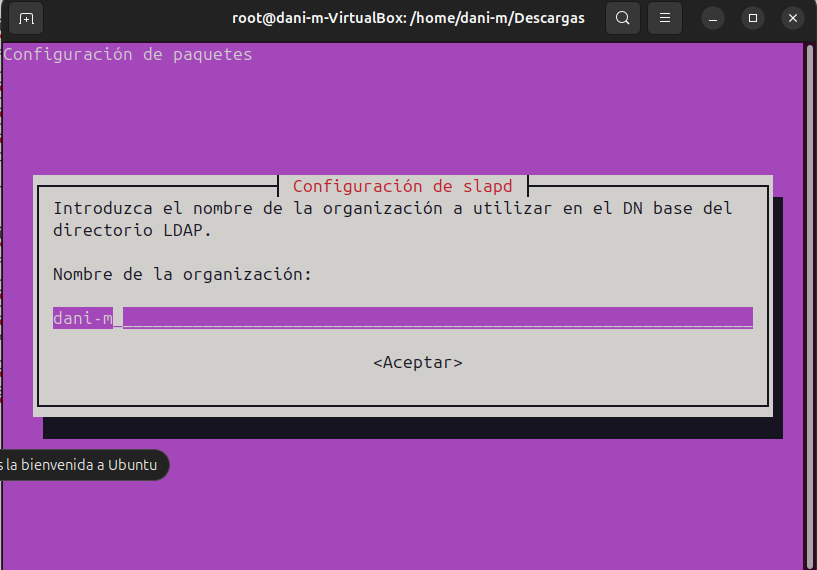 root@dani-m-VirtualBox: /home/dani-m/Descargas
Configuración de paquetes
Configuración de slapd
Introduzca el nombre de la organización a utilizar en el DN base del
directorio LDAP.
Nombre de la organización:
dani-m
<Aceptar>
s la bienvenida a Ubuntu